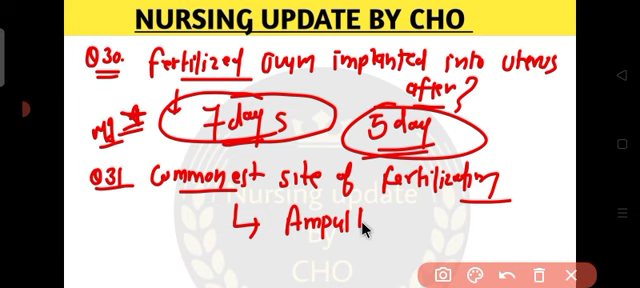 NURSING UPDATE BY CHO
Q30 fertilized ovum implanted into uterus
after?
7 days 5 day
Q31 Commonest site of fertilization
Nursing update
↳ Ampull
By
CHO